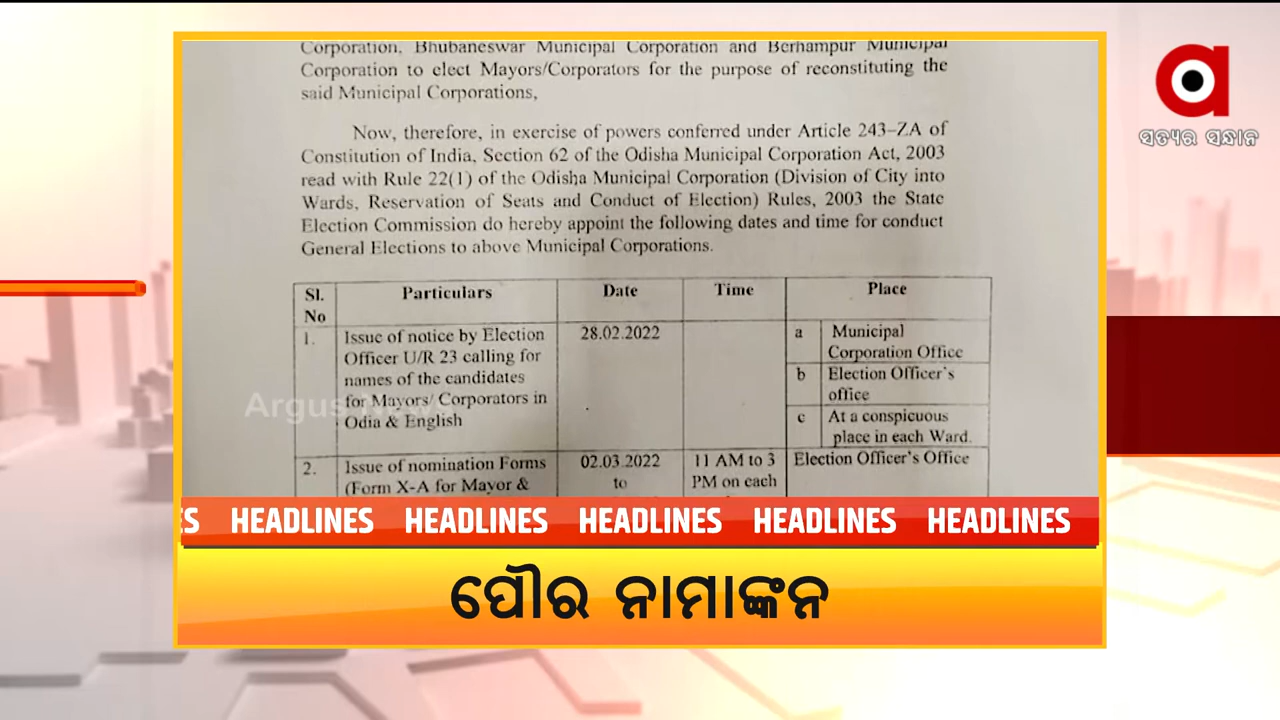 Corporation, Bhubaneswar Municipal Corporation and Berhampur Municipal
Corporation to elect Mayors/Corporators for the purpose of reconstituting the
said Municipal Corporations,
Now, therefore, in exercise of powers conferred under Article 243–ZA of
Constitution of India, Section 62 of the Odisha Municipal Corporation Act, 2003
read with Rule 22(1) of the Odisha Municipal Corporation (Division of City into
Wards, Reservation of Seats and Conduct of Election) Rules, 2003 the State
Election Commission do hereby appoint the following dates and time for conduct
General Elections to above Municipal Corporations.
Sl. No Particulars Date Time Place
1. Issue of notice by Election Officer U/R 23 calling for names of the candidates for Mayors/ Corporators in Odia & English 28.02.2022
a Municipal Corporation Office
b Election Officer's office
c At a conspicuous place in each Ward.
2. Issue of nomination Forms (Form X-A for Mayor & 02.03.2022 to 11 AM to 3 PM on each Election Officer's Office
Argus News
ସତ୍ୟର ସନ୍ଧାନ
ES HEADLINES HEADLINES HEADLINES HEADLINES HEADLINES
ପୌର ନାମାଙ୍କନ